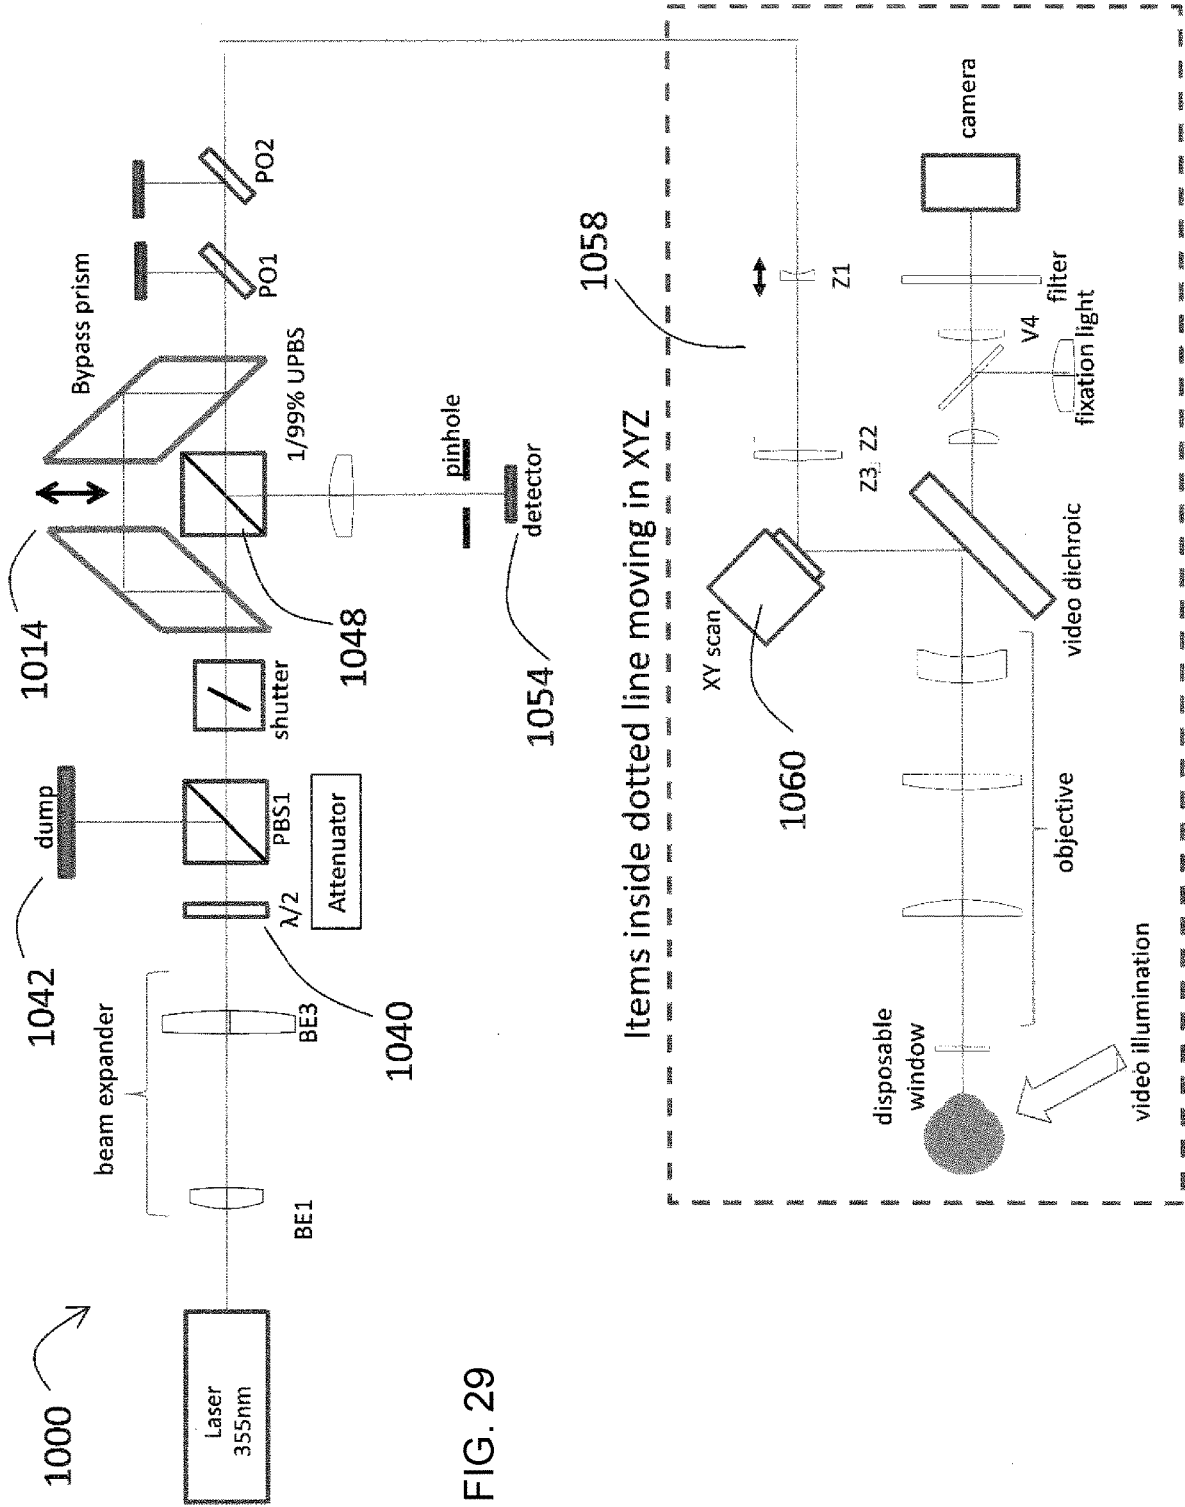 1000
Laser
355nm
BE1
beam expander
BE3
1040
1042
dump
λ/2
PBS1
Attenuator
shutter
1014
1048
Bypass prism
1/99% UPBS
pinhole
detector
1054
PO1
PO2
Items inside dotted line moving in XYZ
1058
Z1
Z3
Z2
XY scan
1060
camera
filter
V4
fixation light
video dichroic
objective
disposable
window
video illumination
FIG. 29